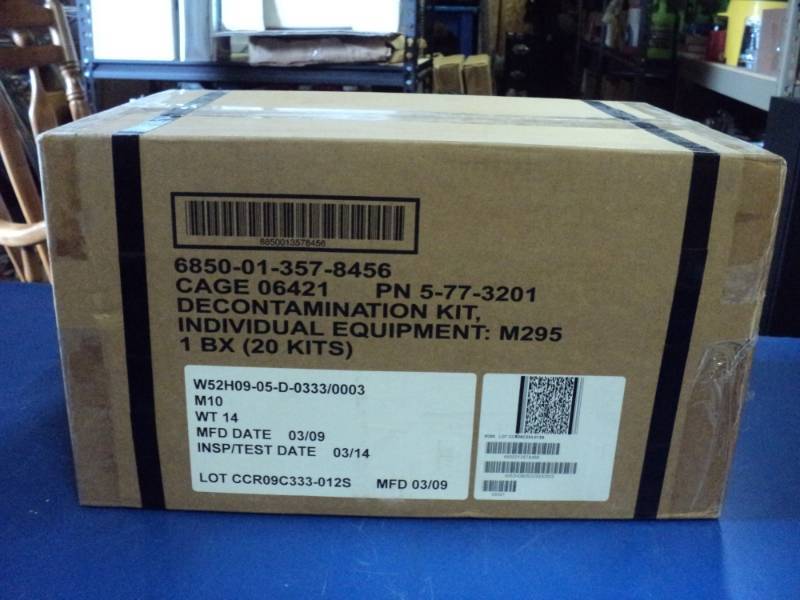 6850013578456
6850-01-357-8456
CAGE 06421 PN 5-77-3201
DECONTAMINATION KIT,
INDIVIDUAL EQUIPMENT: M295
1 BX (20 KITS)
W52H09-05-D-0333/0003
M10
WT 14
MFD DATE 03/09
INSP/TEST DATE 03/14
LOT CCR09C333-012S MFD 03/09